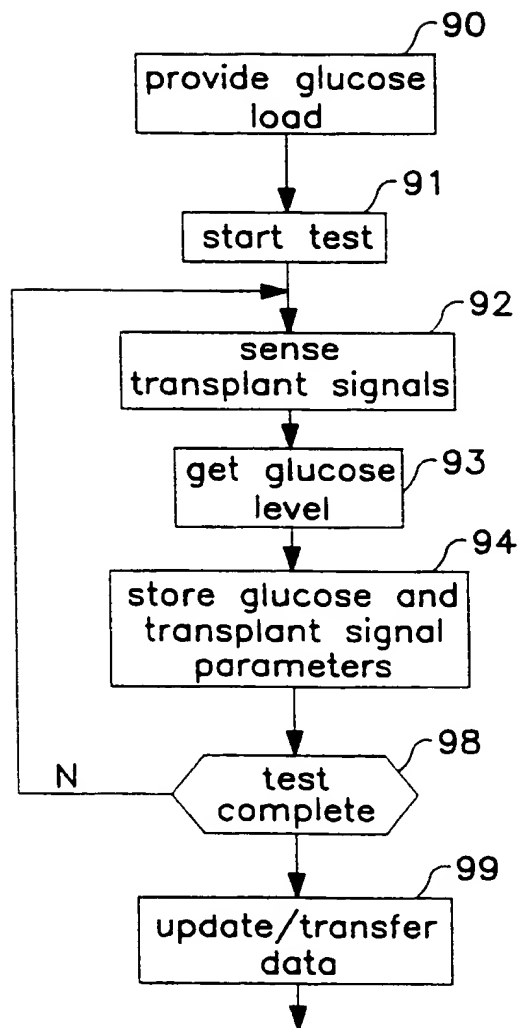 90
provide glucose
load
91
start test
92
sense
transplant signals
93
get glucose
level
94
store glucose and
transplant signal
parameters
98
N
test
complete
99
update/transfer
data